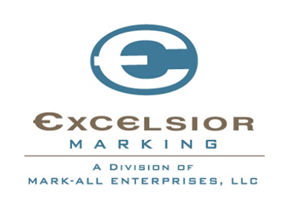 E
EXCELSIOR
MARKING
A DIVISION OF
MARK-ALL ENTERPRISES, LLC